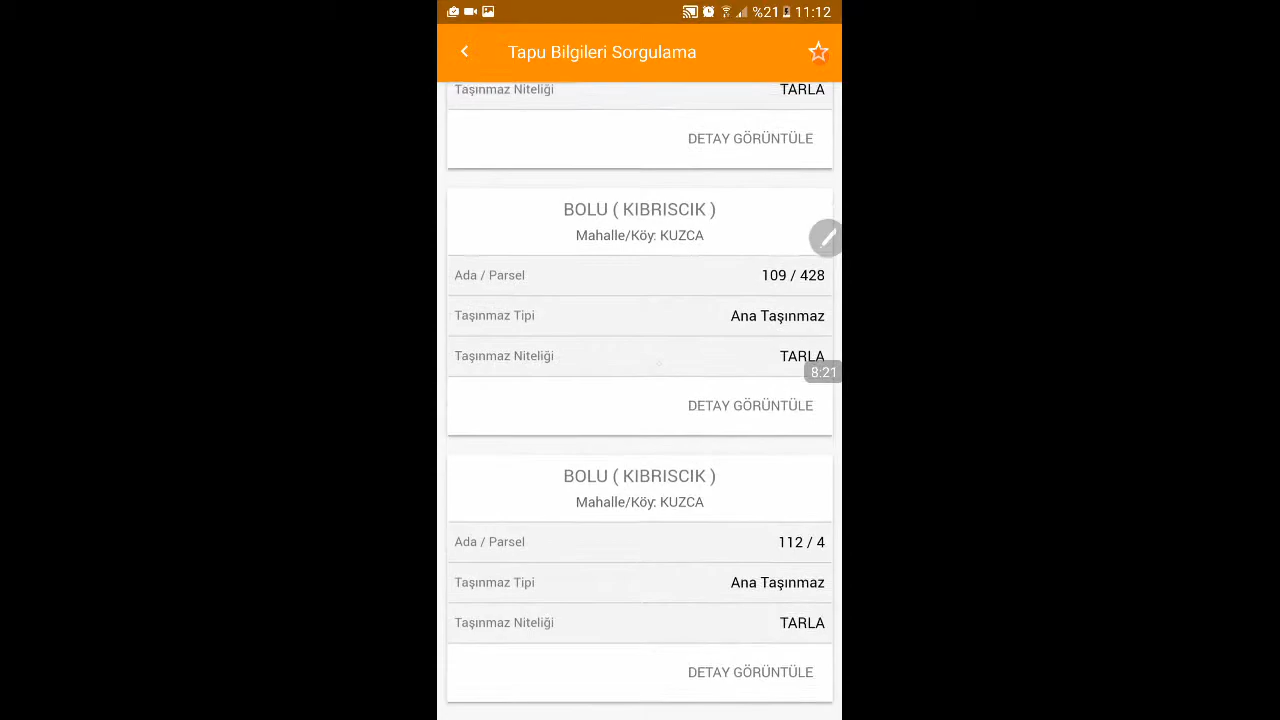 %21 11:12
Tapu Bilgileri Sorgulama
Taşınmaz Niteliği TARLA
DETAY GÖRÜNTÜLE
BOLU ( KIBRISCIK )
Mahalle/Köy: KUZCA
Ada / Parsel 109 / 428
Taşınmaz Tipi Ana Taşınmaz
Taşınmaz Niteliği TARLA
8:21
DETAY GÖRÜNTÜLE
BOLU ( KIBRISCIK )
Mahalle/Köy: KUZCA
Ada / Parsel 112 / 4
Taşınmaz Tipi Ana Taşınmaz
Taşınmaz Niteliği TARLA
DETAY GÖRÜNTÜLE